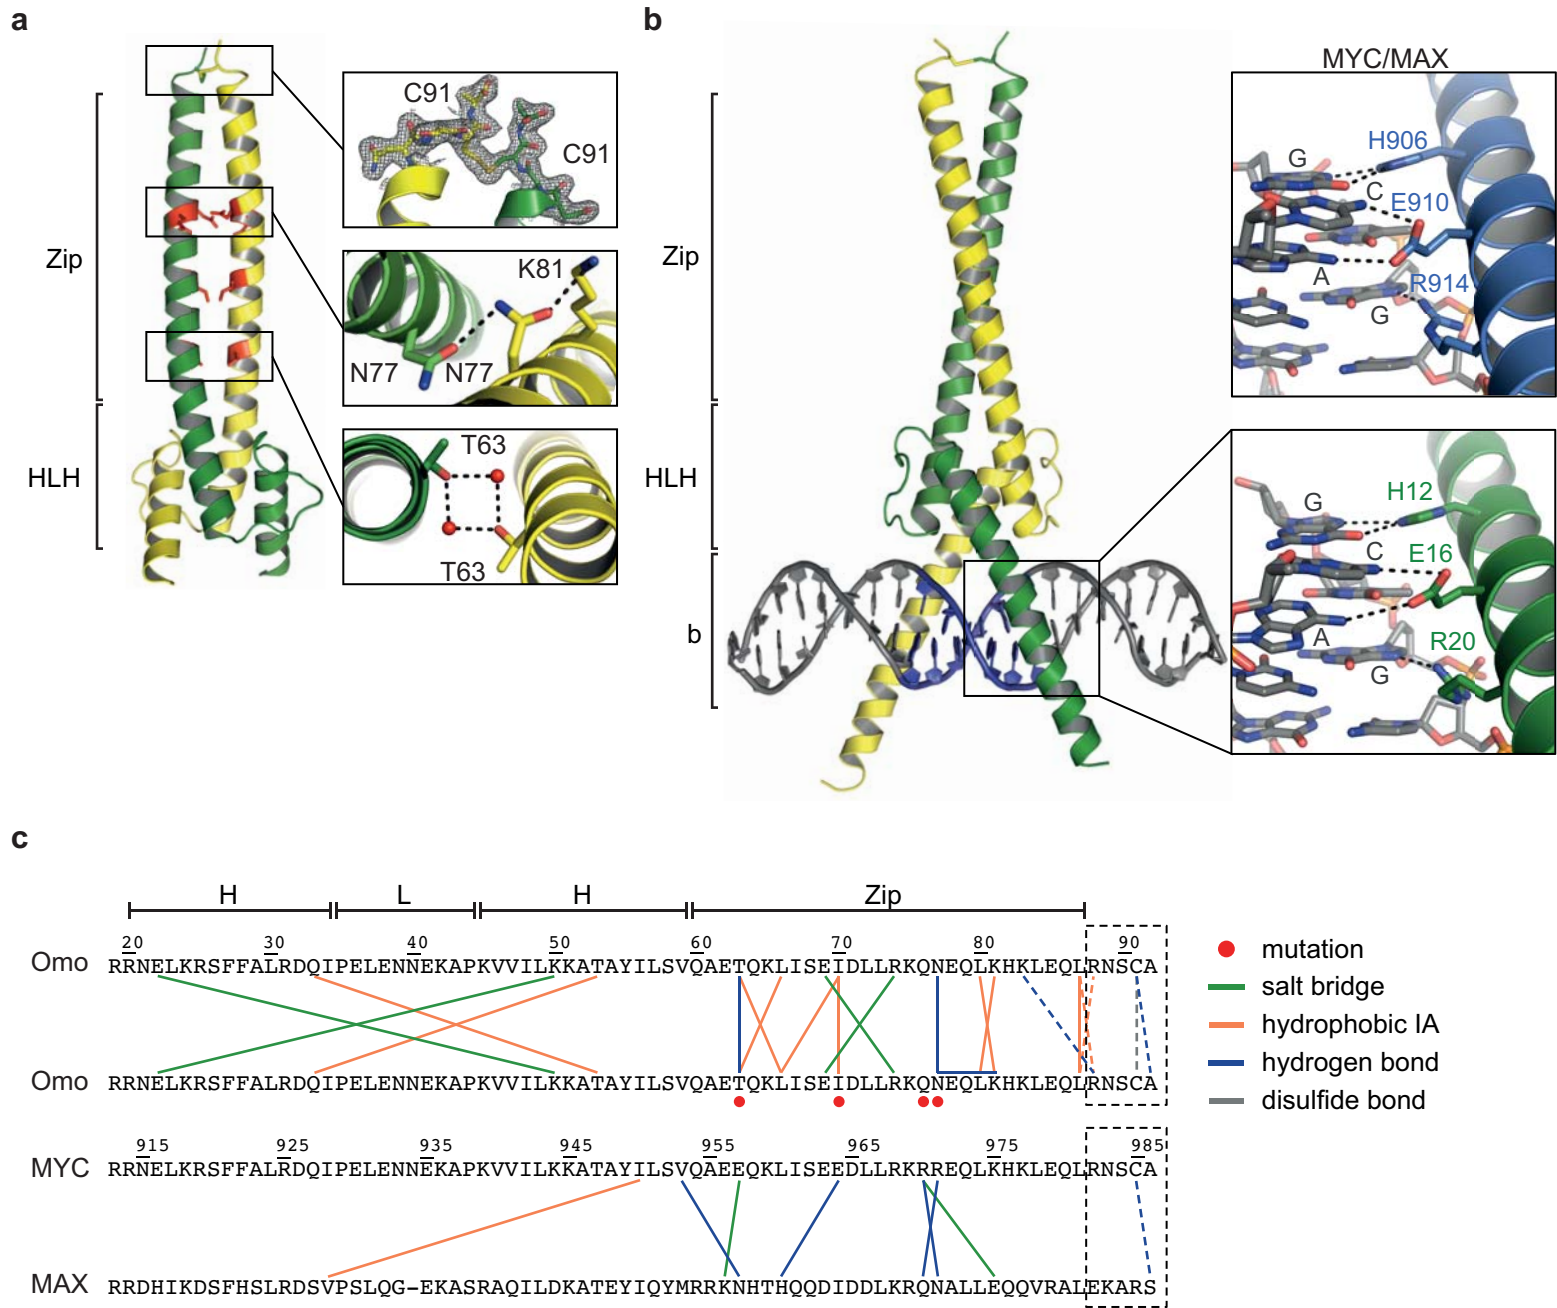 a
Zip
HLH
C91
C91
K81
N77
N77
T63
T63
b
Zip
HLH
b
MYC/MAX
H906
G
C
E910
A
R914
G
H12
G
C
E16
A
R20
G
c
H
L
H
Zip
20 30 40 50 60 70 80 90
Omo RRNELKRSFFALRDQIPELENNEKAPKVVILKKATAYILSVQAETQKLISEIDLLRKQNEQLKHKLEQLRNSCA
Omo RRNELKRSFFALRDQIPELENNEKAPKVVILKKATAYILSVQAETQKLISEIDLLRKQNEQLKHKLEQLRNSCA
915 925 935 945 955 965 975 985
MYC RRNELKRSFFALRDQIPELENNEKAPKVVILKKATAYILSVQAEEQKLISEEDLLRKRREQLKHKLEQLRNSCA
MAX RRDHIKDSFHSLRDSVPSLQG-EKASRAQILDKATEYIQYMRRKNHTHQQDIDDLKRQNALLEQQVRALEKARS
mutation
salt bridge
hydrophobic IA
hydrogen bond
disulfide bond